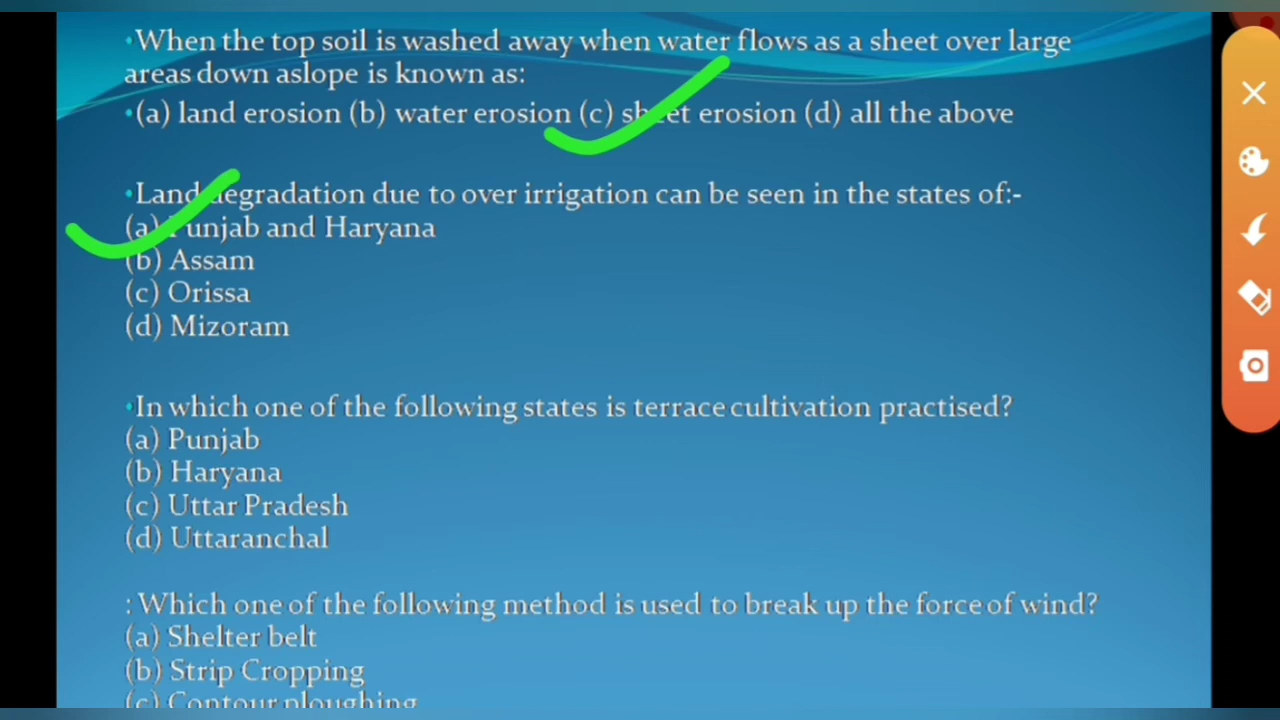 •When the top soil is washed away when water flows as a sheet over large
areas down aslope is known as:
•(a) land erosion (b) water erosion (c) sheet erosion (d) all the above
•Land degradation due to over irrigation can be seen in the states of:-
(a) Punjab and Haryana
(b) Assam
(c) Orissa
(d) Mizoram
•In which one of the following states is terrace cultivation practised?
(a) Punjab
(b) Haryana
(c) Uttar Pradesh
(d) Uttaranchal
: Which one of the following method is used to break up the force of wind?
(a) Shelter belt
(b) Strip Cropping
(c) Contour ploughing